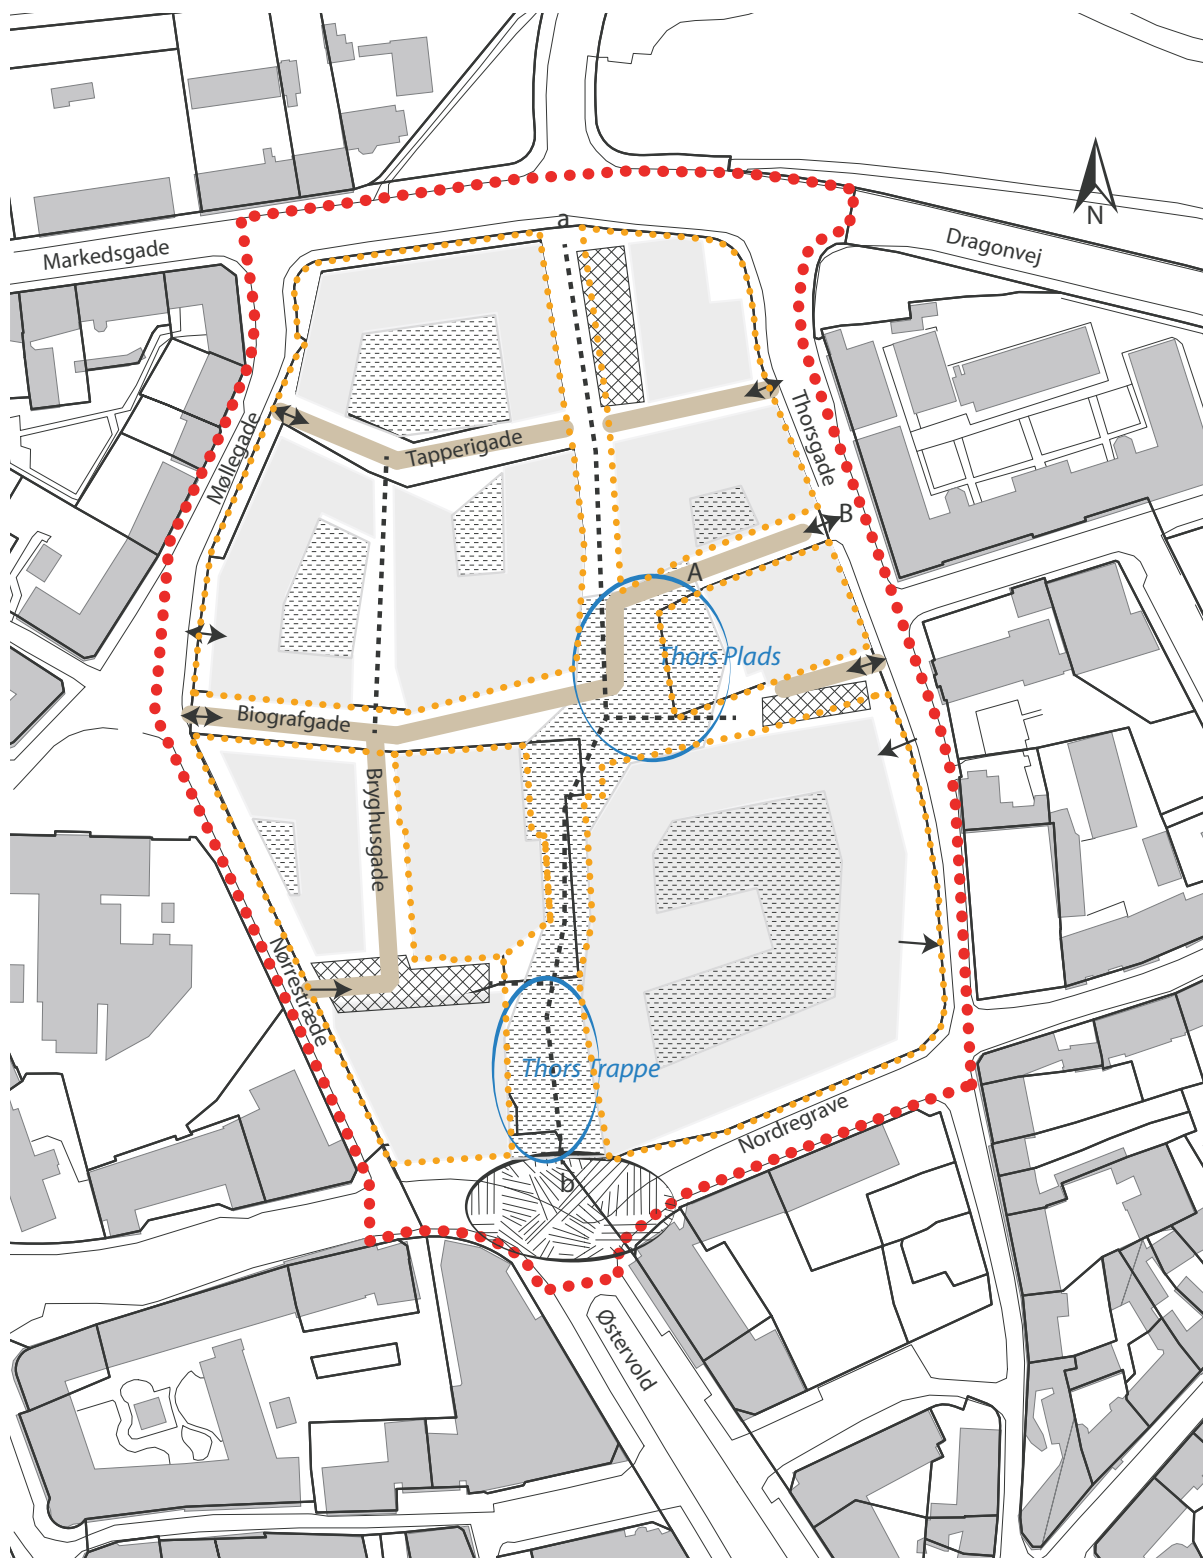 a
N
Markedsgade
Dragonvej
Thorsgade
Møllegade
Tapperigade
B
A
Thors Plads
Biografgade
Bryghusgade
Nørrestræde
Thors Trappe
Nordregrave
b
Østervold